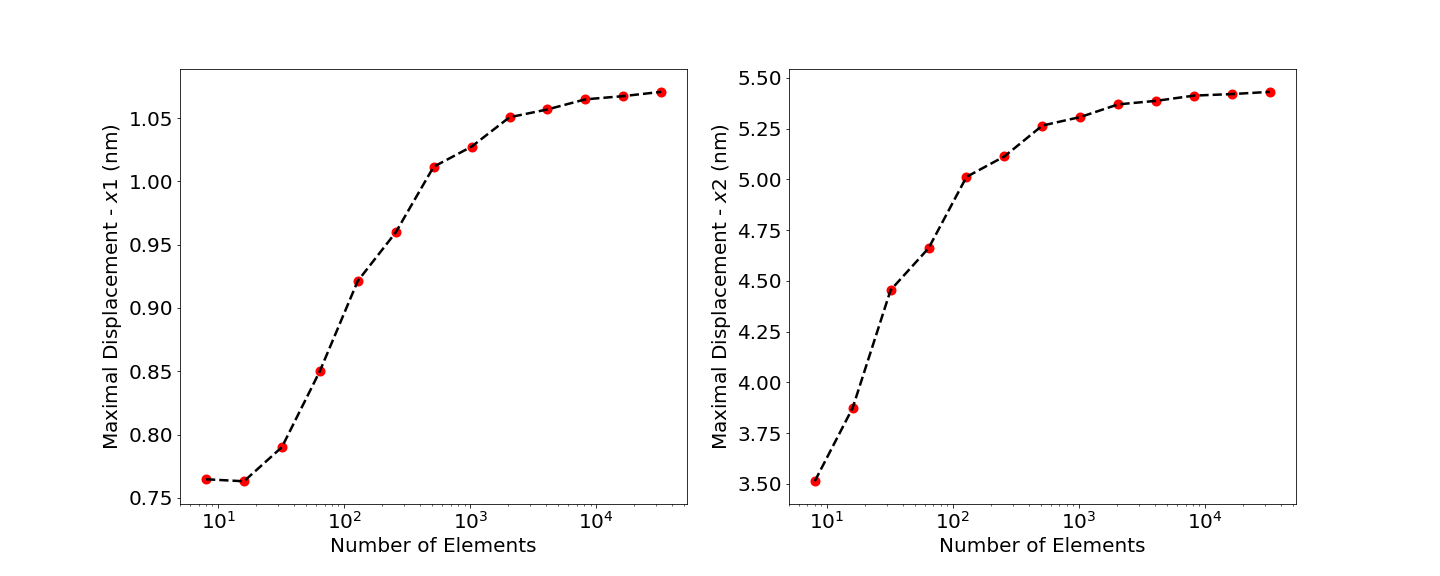 Maximal Displacement - x1 (nm)
1.05
1.00
0.95
0.90
0.85
0.80
0.75
10¹ 10² 10³ 10⁴
Number of Elements
Maximal Displacement - x2 (nm)
5.50
5.25
5.00
4.75
4.50
4.25
4.00
3.75
3.50
10¹ 10² 10³ 10⁴
Number of Elements